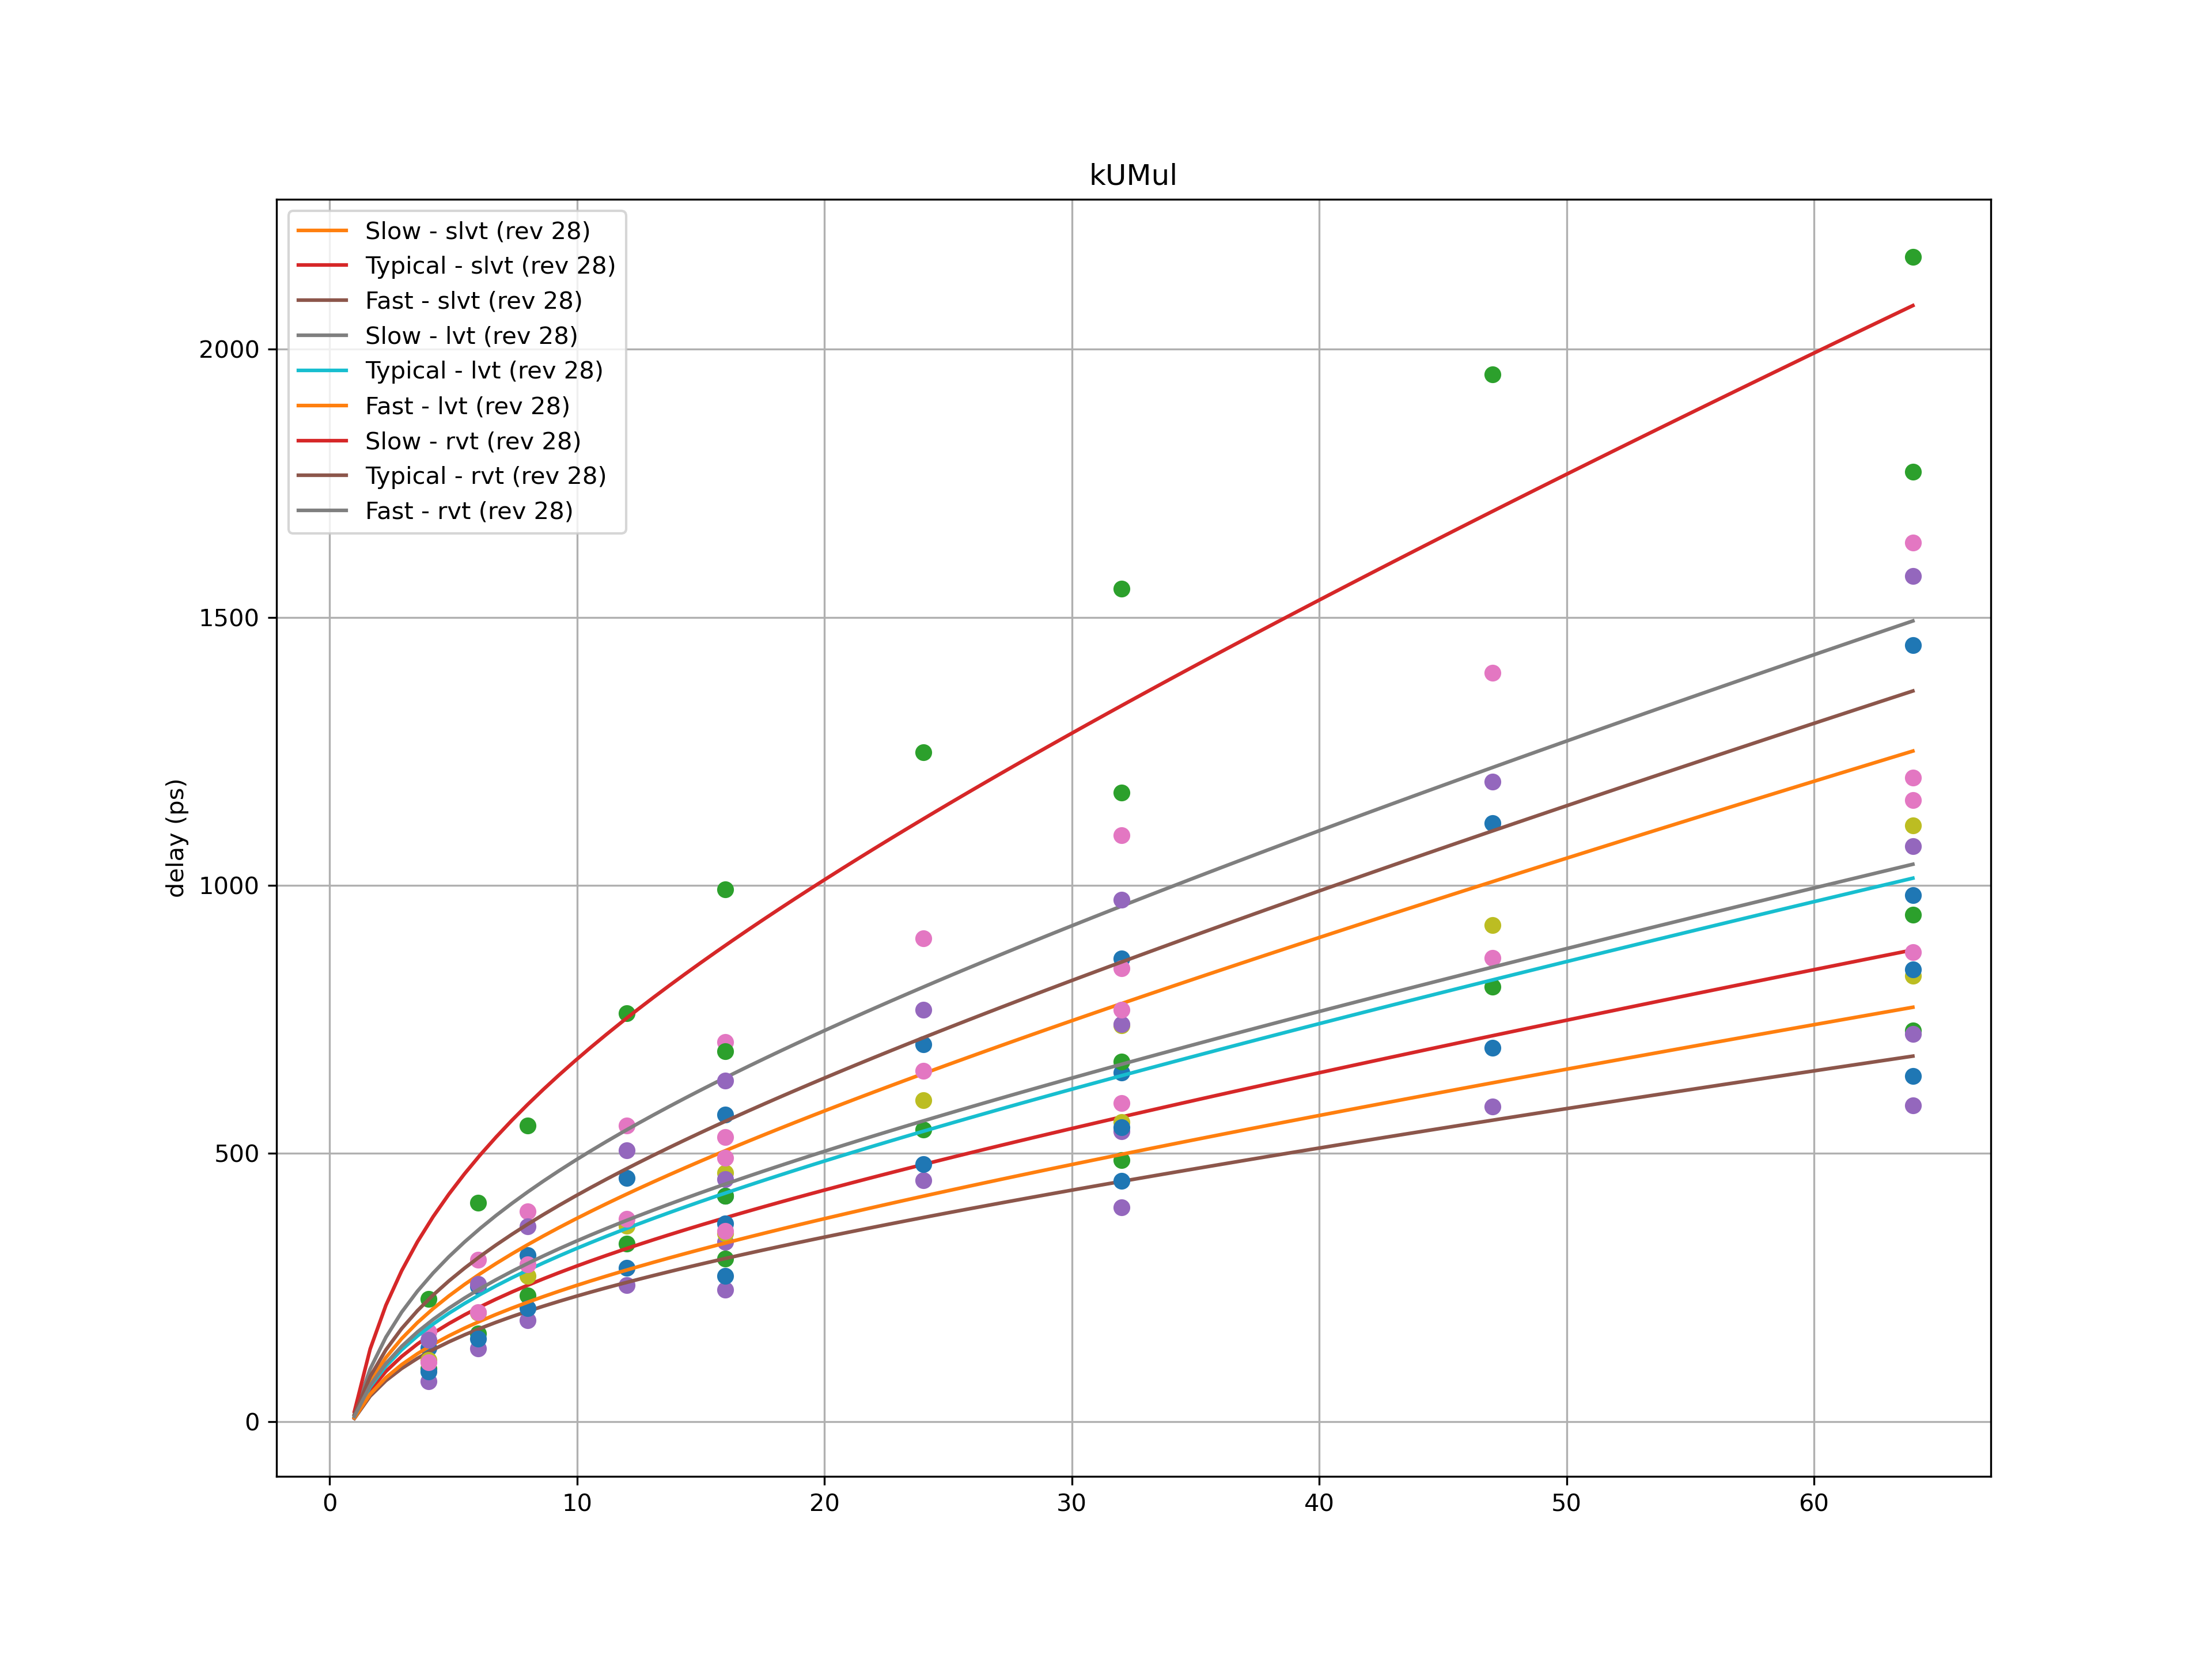 kUMul
Slow - slvt (rev 28)
Typical - slvt (rev 28)
Fast - slvt (rev 28)
Slow - lvt (rev 28)
Typical - lvt (rev 28)
Fast - lvt (rev 28)
Slow - rvt (rev 28)
Typical - rvt (rev 28)
Fast - rvt (rev 28)
2000
1500
1000
500
0
delay (ps)
0 10 20 30 40 50 60